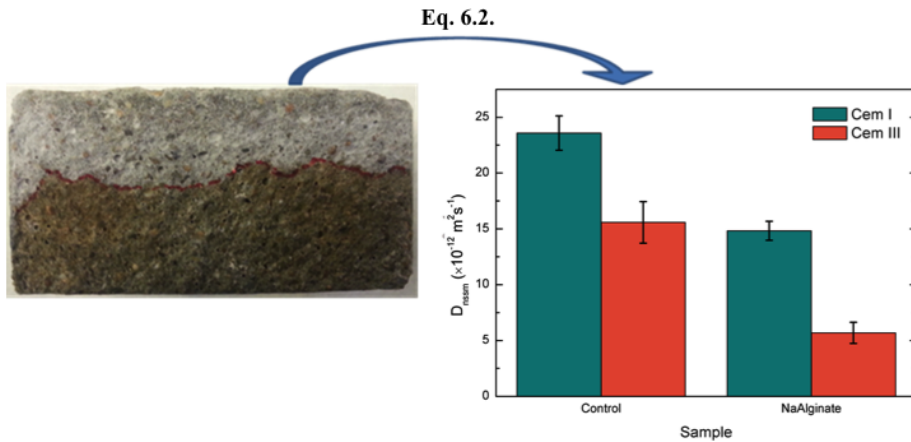 Eq. 6.2.
25
20
15
10
5
0
D_nssm (×10⁻¹² m² s⁻¹)
Cem I
Cem III
Control
NaAlginate
Sample